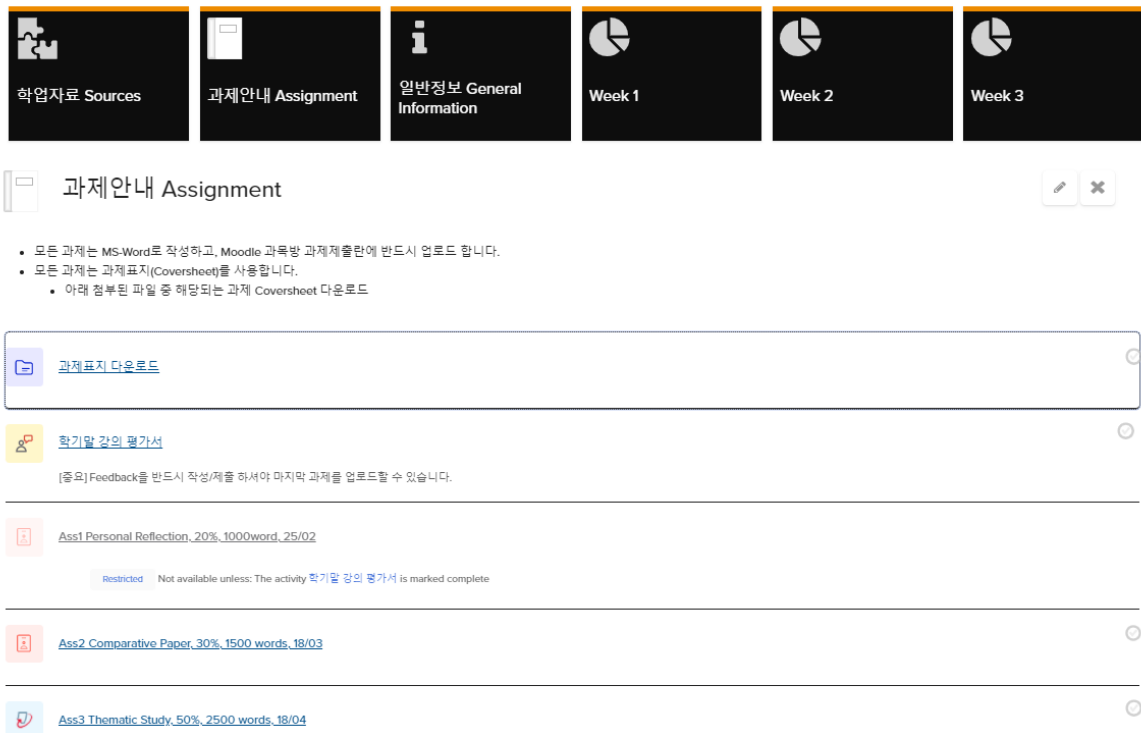 학업자료 Sources
과제안내 Assignment
일반정보 General
Information
Week 1
Week 2
Week 3
과제안내 Assignment
모든 과제는 MS-Word로 작성하고, Moodle 과목방 과제제출란에 반드시 업로드 합니다.
모든 과제는 과제표지(Coversheet)를 사용합니다.
아래 첨부된 파일 중 해당되는 과제 Coversheet 다운로드
과제표지 다운로드
학기말 강의 평가서
[중요] Feedback을 반드시 작성/제출 하셔야 마지막 과제를 업로드할 수 있습니다.
Ass1 Personal Reflection, 20%, 1000word, 25/02
Restricted Not available unless: The activity 학기말 강의 평가서 is marked complete
Ass2 Comparative Paper, 30%, 1500 words, 18/03
Ass3 Thematic Study, 50%, 2500 words, 18/04